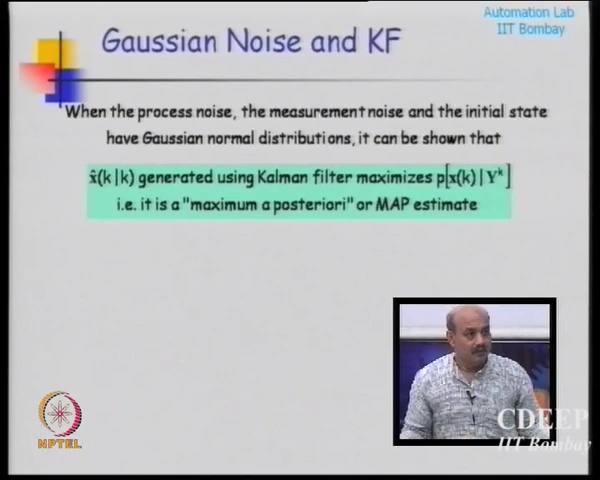 Automation Lab
IIT Bombay
Gaussian Noise and KF
When the process noise, the measurement noise and the initial state
have Gaussian normal distributions, it can be shown that
x̂(k|k) generated using Kalman filter maximizes p[x(k)|Yᵏ]
i.e. it is a "maximum a posteriori" or MAP estimate
NPTEL
CDEEP
IIT Bombay